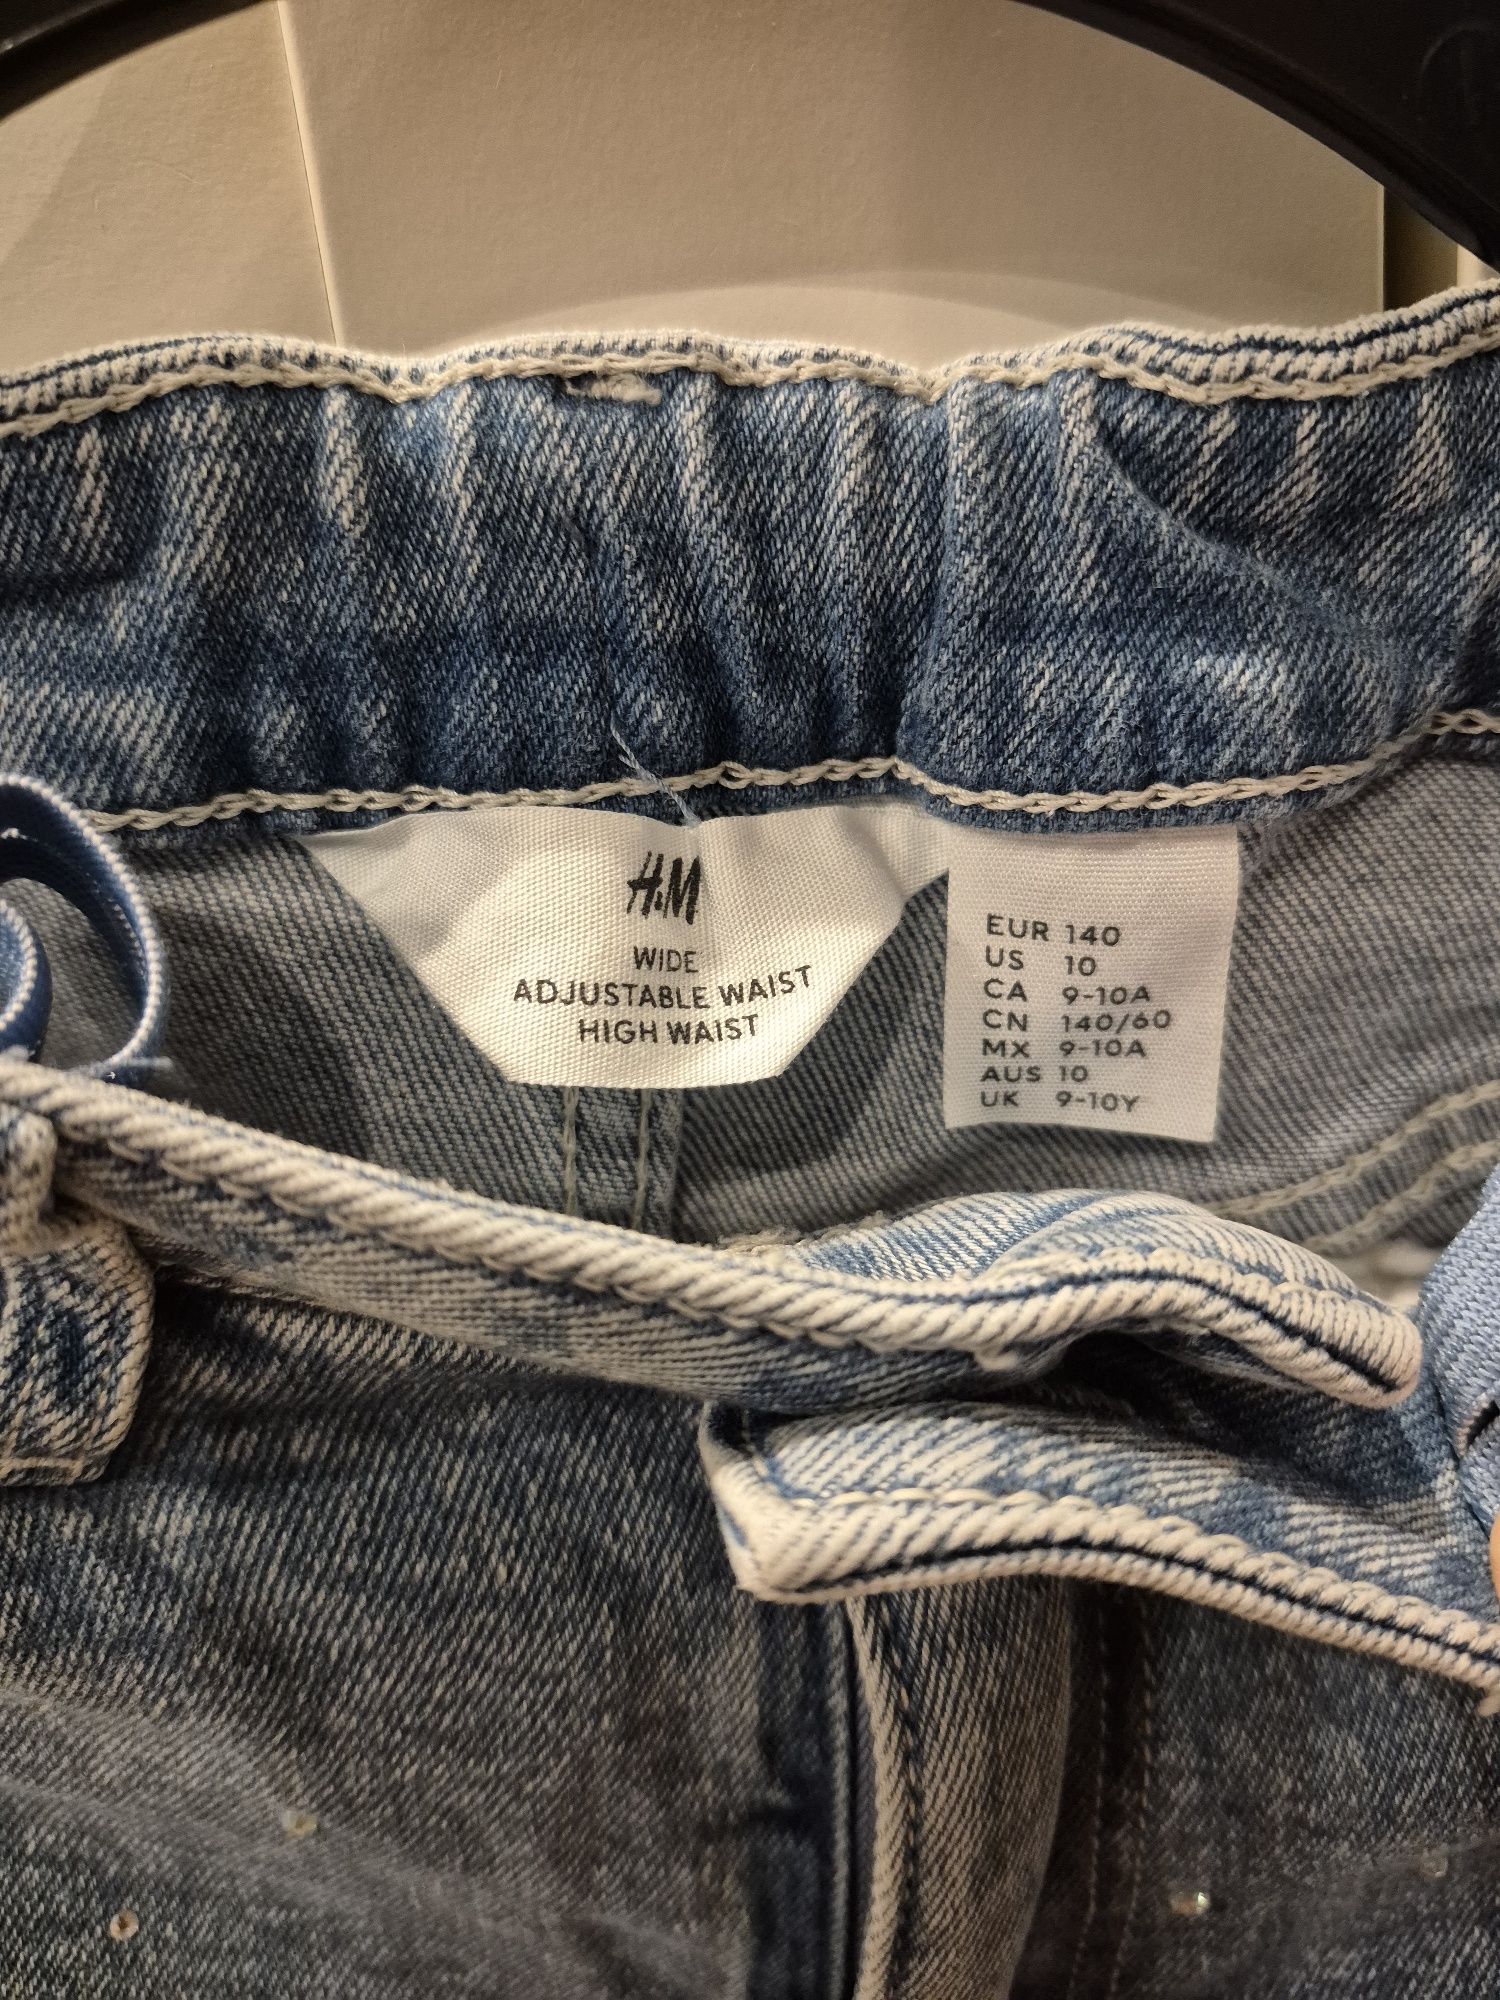 H&M
WIDE
ADJUSTABLE WAIST
HIGH WAIST
EUR 140
US 10
CA 9-10A
CN 140/60
MX 9-10A
AUS 10
UK 9-10Y